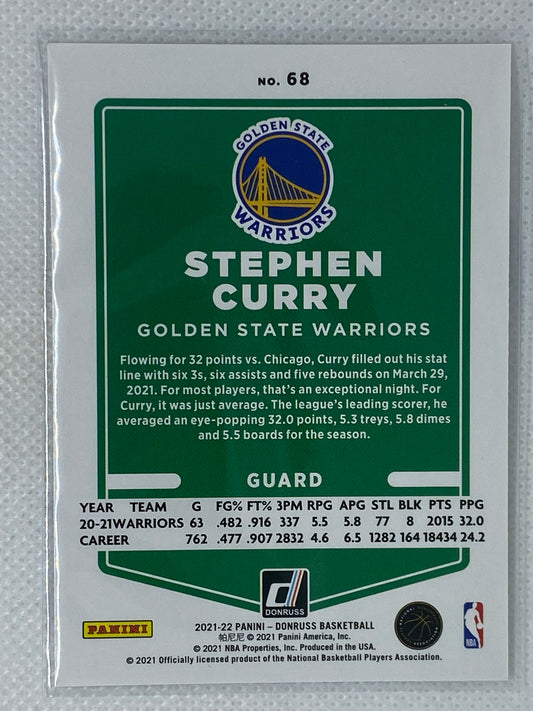 NO. 68
GOLDEN STATE
WARRIORS
STEPHEN
CURRY
GOLDEN STATE WARRIORS
Flowing for 32 points vs. Chicago, Curry filled out his stat
line with six 3s, six assists and five rebounds on March 29,
2021. For most players, that's an exceptional night. For
Curry, it was just average. The league's leading scorer, he
averaged an eye-popping 32.0 points, 5.3 treys, 5.8 dimes
and 5.5 boards for the season.
GUARD
YEAR TEAM G FG% FT% 3PM RPG APG STL BLK PTS PPG
20-21 WARRIORS 63 .482 .916 337 5.5 5.8 77 8 2015 32.0
CAREER 762 .477 .907 2832 4.6 6.5 1282 164 18434 24.2
DONRUSS
PANINI
2021-22 PANINI – DONRUSS BASKETBALL
帕尼尼 © 2021 Panini America, Inc.
© 2021 NBA Properties, Inc. Produced in the USA.
© 2021 Officially licensed product of the National Basketball Players Association.
NBA